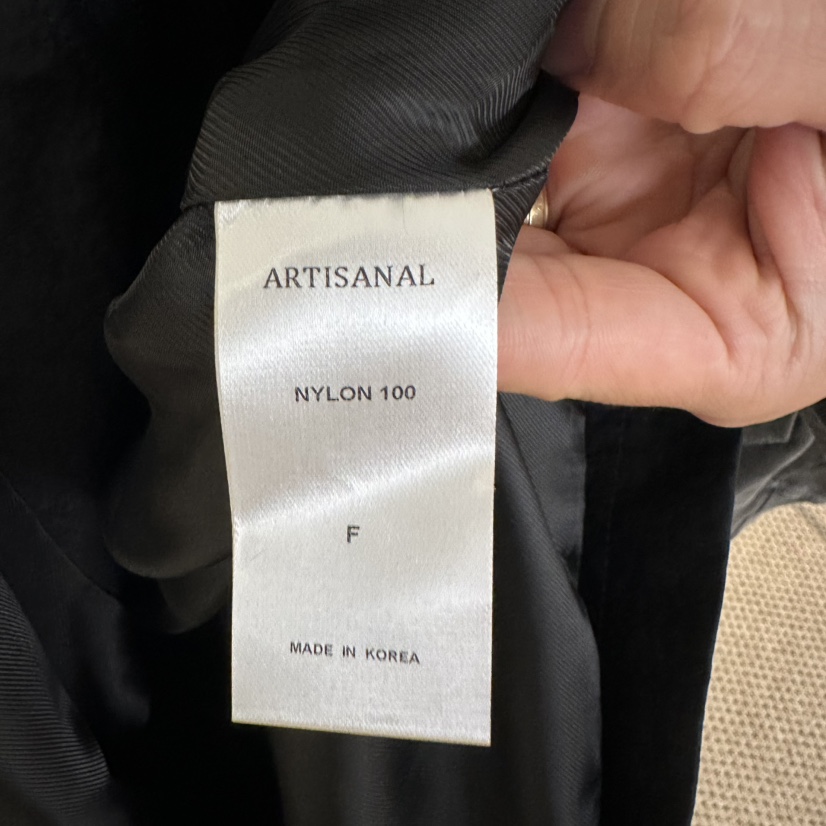 ARTISANAL
NYLON 100
F
MADE IN KOREA